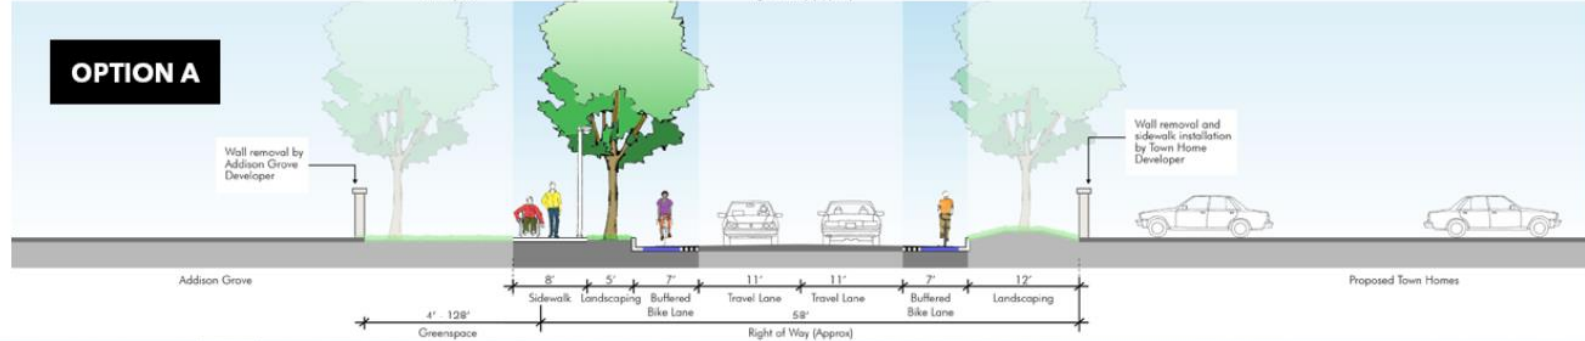 OPTION A
Wall removal by
Addison Grove
Developer
Wall removal and
sidewalk installation
by Town Home
Developer
Addison Grove
8'
5'
7'
11'
11'
7'
12'
Proposed Town Homes
Sidewalk
Landscaping
Buffered
Bike Lane
Travel Lane
Travel Lane
Buffered
Bike Lane
Landscaping
4' - 128'
58'
Greenspace
Right of Way (Approx)